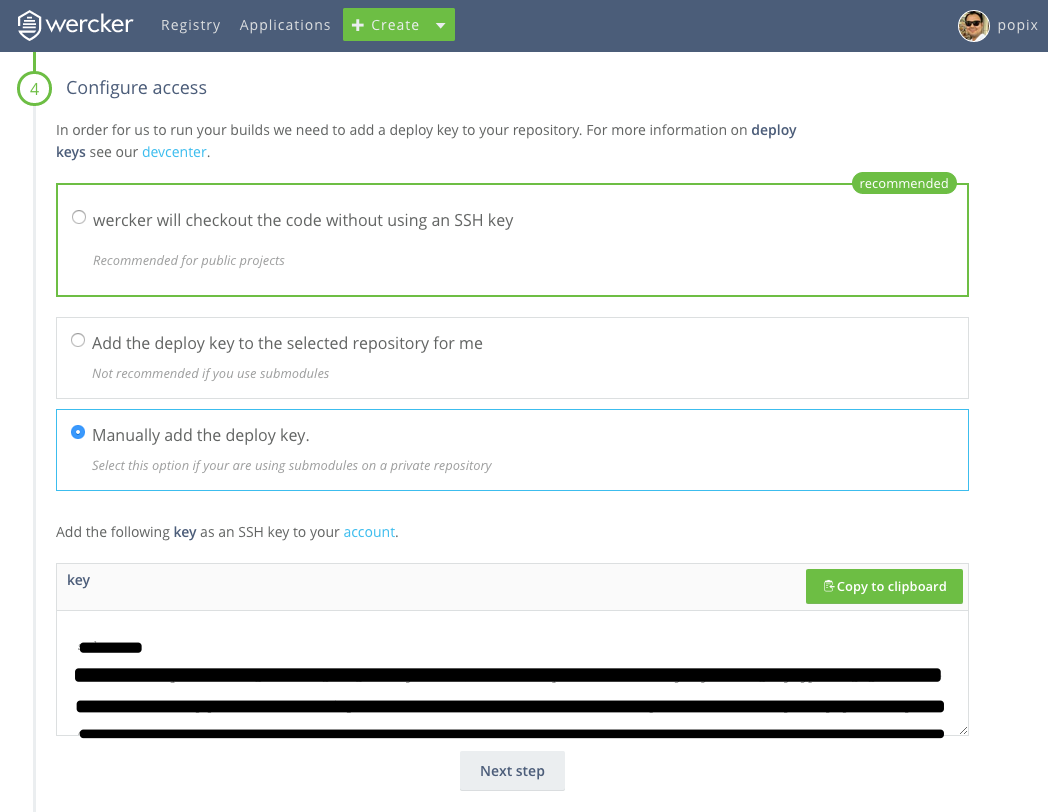 wercker Registry Applications + Create popix
4 Configure access
In order for us to run your builds we need to add a deploy key to your repository. For more information on deploy
keys see our devcenter.
recommended
wercker will checkout the code without using an SSH key
Recommended for public projects
Add the deploy key to the selected repository for me
Not recommended if you use submodules
Manually add the deploy key.
Select this option if your are using submodules on a private repository
Add the following key as an SSH key to your account.
key Copy to clipboard
Next step